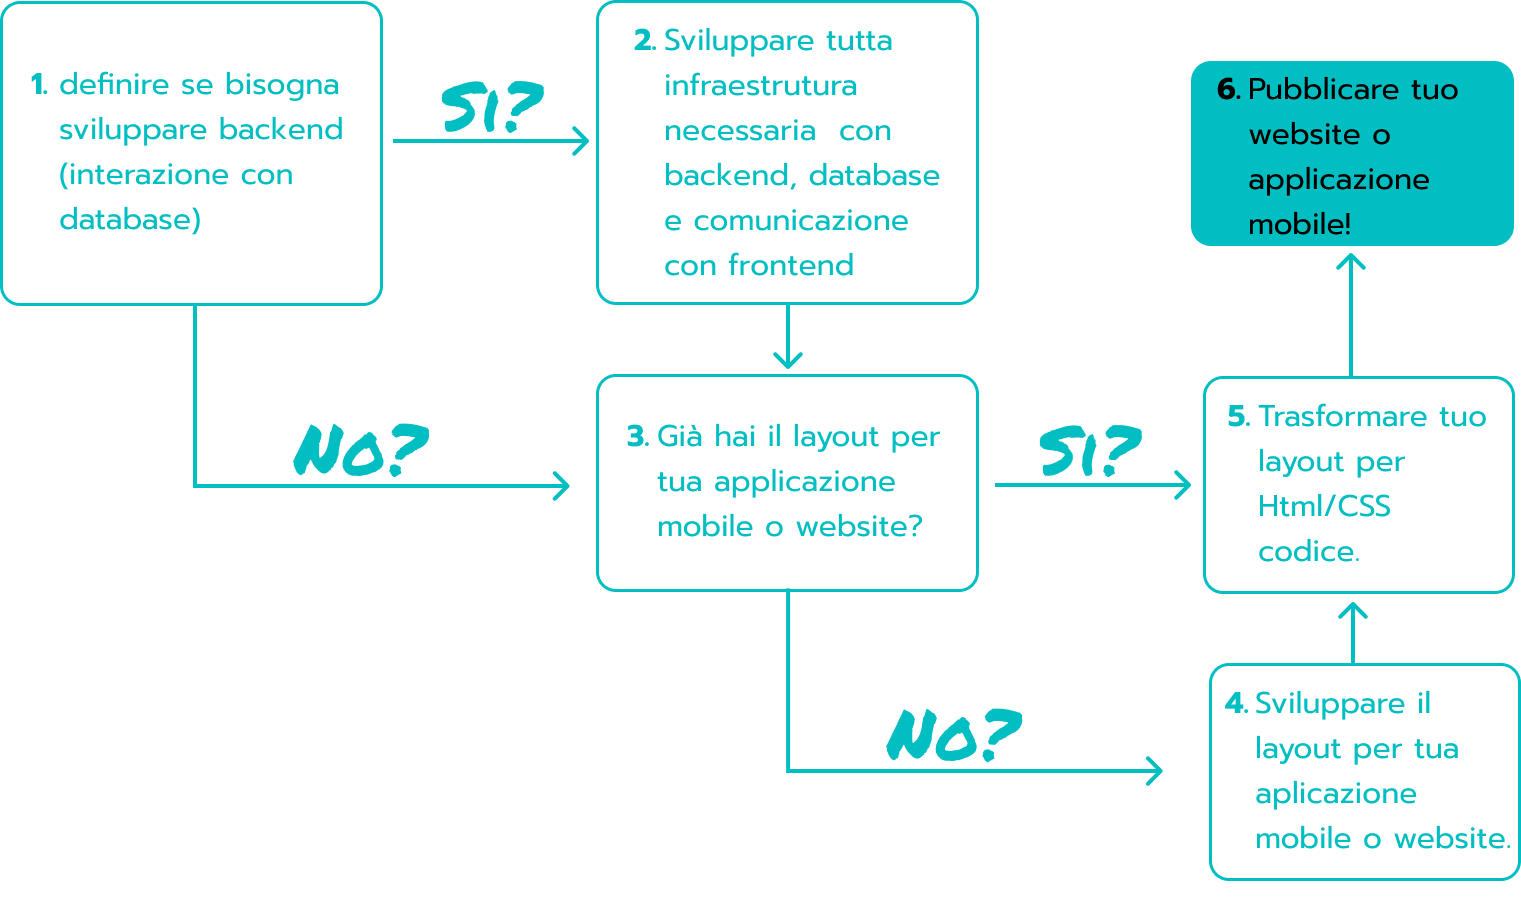 1. definire se bisogna
sviluppare backend
(interazione con
database)
SI?
2. Sviluppare tutta
infraestrutura
necessaria con
backend, database
e comunicazione
con frontend
NO?
3. Già hai il layout per
tua applicazione
mobile o website?
SI?
NO?
4. Sviluppare il
layout per tua
aplicazione
mobile o website.
5. Trasformare tuo
layout per
Html/CSS
codice.
6. Pubblicare tuo
website o
applicazione
mobile!